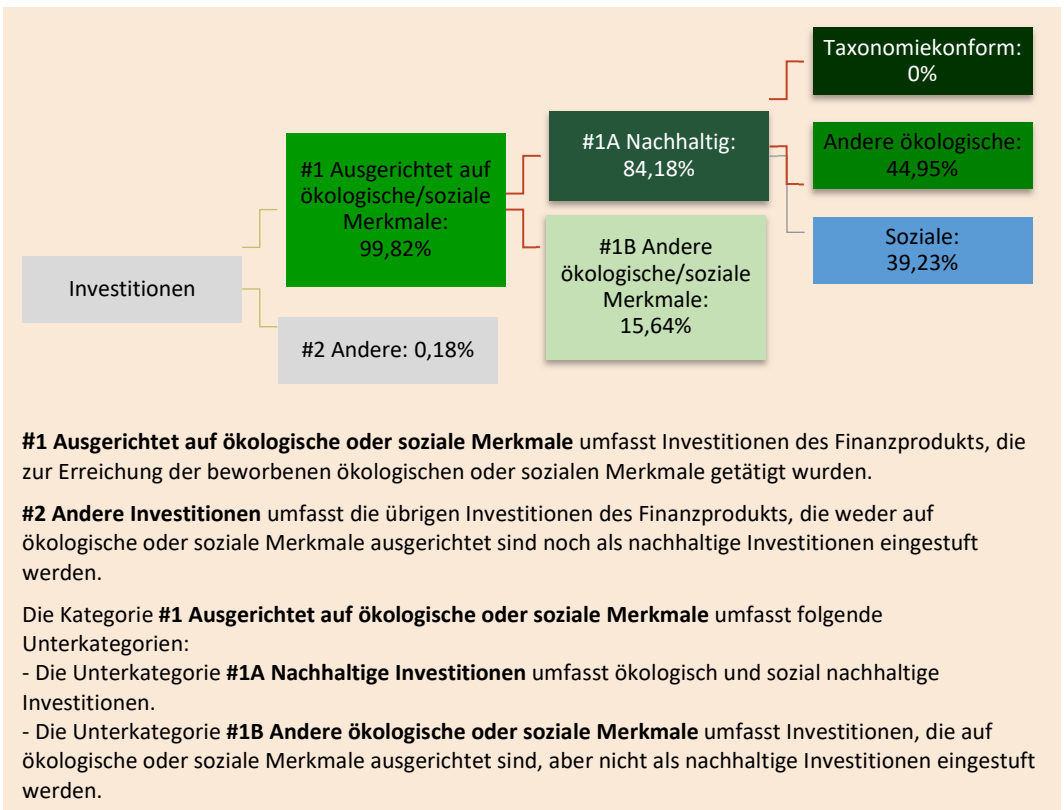 Taxonomiekonform:
0%
#1A Nachhaltig:
84,18%
Andere ökologische:
44,95%
#1 Ausgerichtet auf
ökologische/soziale
Merkmale:
99,82%
#1B Andere
ökologische/soziale
Merkmale:
15,64%
Soziale:
39,23%
Investitionen
#2 Andere: 0,18%
#1 Ausgerichtet auf ökologische oder soziale Merkmale umfasst Investitionen des Finanzprodukts, die
zur Erreichung der beworbenen ökologischen oder sozialen Merkmale getätigt wurden.
#2 Andere Investitionen umfasst die übrigen Investitionen des Finanzprodukts, die weder auf
ökologische oder soziale Merkmale ausgerichtet sind noch als nachhaltige Investitionen eingestuft
werden.
Die Kategorie #1 Ausgerichtet auf ökologische oder soziale Merkmale umfasst folgende
Unterkategorien:
- Die Unterkategorie #1A Nachhaltige Investitionen umfasst ökologisch und sozial nachhaltige
Investitionen.
- Die Unterkategorie #1B Andere ökologische oder soziale Merkmale umfasst Investitionen, die auf
ökologische oder soziale Merkmale ausgerichtet sind, aber nicht als nachhaltige Investitionen eingestuft
werden.